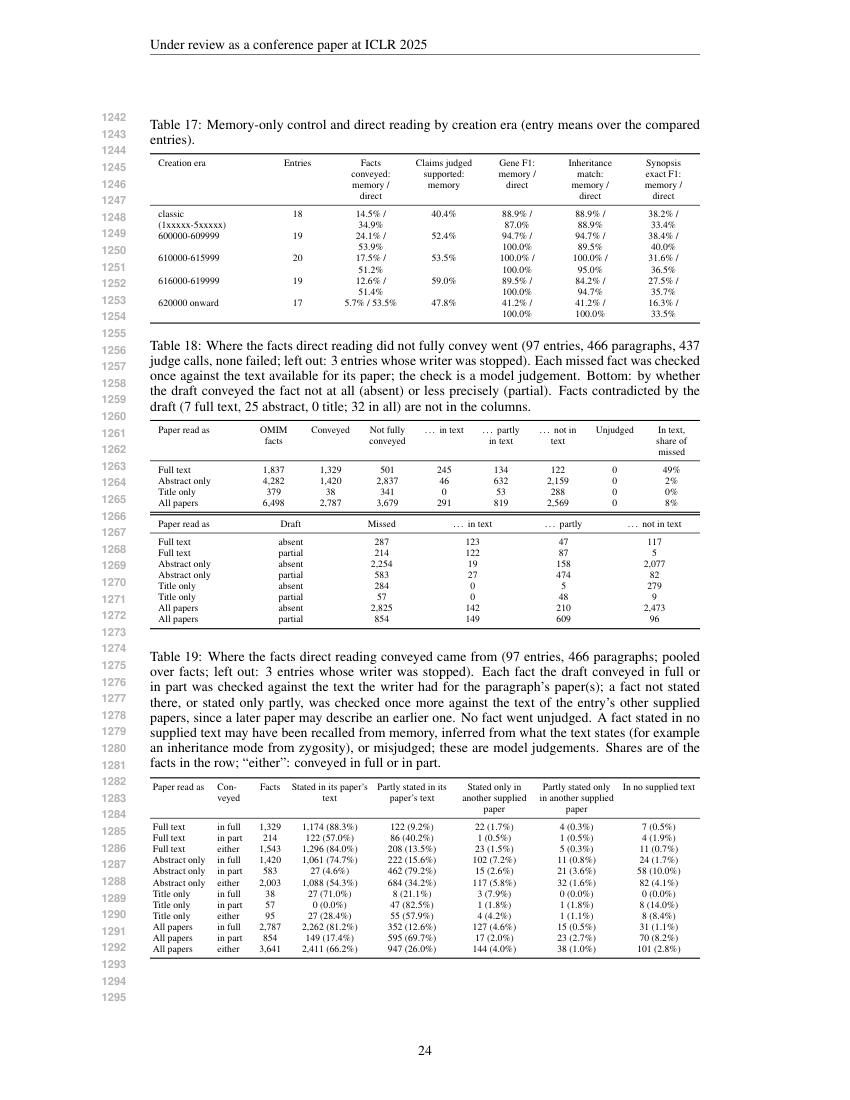 Under review as a conference paper at ICLR 2025
1242
1243 Table 17: Memory-only control and direct reading by creation era (entry means over the compared
1244 entries).
1245 Creation era Entries Facts conveyed: memory / direct Claims judged supported: memory Gene F1: memory / direct Inheritance match: memory / direct Synopsis exact F1: memory / direct
1246
1247
1248 classic (1xxxxx-5xxxxx) 18 14.5% / 34.9% 40.4% 88.9% / 87.0% 88.9% / 88.9% 38.2% / 33.4%
1249 600000-609999 19 24.1% / 53.9% 52.4% 94.7% / 100.0% 94.7% / 89.5% 38.4% / 40.0%
1250
1251 610000-615999 20 17.5% / 51.2% 53.5% 100.0% / 100.0% 100.0% / 95.0% 31.6% / 36.5%
1252 616000-619999 19 12.6% / 51.4% 59.0% 89.5% / 100.0% 84.2% / 94.7% 27.5% / 35.7%
1253
1254 620000 onward 17 5.7% / 53.5% 47.8% 41.2% / 100.0% 41.2% / 100.0% 16.3% / 33.5%
1255
1256 Table 18: Where the facts direct reading did not fully convey went (97 entries, 466 paragraphs, 437
1257 judge calls, none failed; left out: 3 entries whose writer was stopped). Each missed fact was checked
1258 once against the text available for its paper; the check is a model judgement. Bottom: by whether
1259 the draft conveyed the fact not at all (absent) or less precisely (partial). Facts contradicted by the
1260 draft (7 full text, 25 abstract, 0 title; 32 in all) are not in the columns.
1261 Paper read as OMIM facts Conveyed Not fully conveyed ... in text ... partly in text ... not in text Unjudged In text, share of missed
1262
1263 Full text 1,837 1,329 501 245 134 122 0 49%
1264 Abstract only 4,282 1,420 2,837 46 632 2,159 0 2%
Title only 379 38 341 0 53 288 0 0%
1265 All papers 6,498 2,787 3,679 291 819 2,569 0 8%
1266
1267 Paper read as Draft Missed ... in text ... partly ... not in text
1268 Full text absent 287 123 47 117
1269 Full text partial 214 122 87 5
Abstract only absent 2,254 19 158 2,077
1270 Abstract only partial 583 27 474 82
1271 Title only absent 284 0 5 279
Title only partial 57 0 48 9
1272 All papers absent 2,825 142 210 2,473
All papers partial 854 149 609 96
1273
1274
1275 Table 19: Where the facts direct reading conveyed came from (97 entries, 466 paragraphs; pooled
1276 over facts; left out: 3 entries whose writer was stopped). Each fact the draft conveyed in full or
1277 in part was checked against the text the writer had for the paragraph's paper(s); a fact not stated
1278 there, or stated only partly, was checked once more against the text of the entry's other supplied
1279 papers, since a later paper may describe an earlier one. No fact went unjudged. A fact stated in no
1280 supplied text may have been recalled from memory, inferred from what the text states (for example
an inheritance mode from zygosity), or misjudged; these are model judgements. Shares are of the
1281 facts in the row; “either”: conveyed in full or in part.
1282 Paper read as Con-veyed Facts Stated in its paper's text Partly stated in its paper's text Stated only in another supplied paper Partly stated only in another supplied paper In no supplied text
1283
1284
1285 Full text in full 1,329 1,174 (88.3%) 122 (9.2%) 22 (1.7%) 4 (0.3%) 7 (0.5%)
Full text in part 214 122 (57.0%) 86 (40.2%) 1 (0.5%) 1 (0.5%) 4 (1.9%)
1286 Full text either 1,543 1,296 (84.0%) 208 (13.5%) 23 (1.5%) 5 (0.3%) 11 (0.7%)
1287 Abstract only in full 1,420 1,061 (74.7%) 222 (15.6%) 102 (7.2%) 11 (0.8%) 24 (1.7%)
Abstract only in part 583 27 (4.6%) 462 (79.2%) 15 (2.6%) 21 (3.6%) 58 (10.0%)
1288 Abstract only either 2,003 1,088 (54.3%) 684 (34.2%) 117 (5.8%) 32 (1.6%) 82 (4.1%)
1289 Title only in full 38 27 (71.0%) 8 (21.1%) 3 (7.9%) 0 (0.0%) 0 (0.0%)
1290 Title only in part 57 0 (0.0%) 47 (82.5%) 1 (1.8%) 1 (1.8%) 8 (14.0%)
Title only either 95 27 (28.4%) 55 (57.9%) 4 (4.2%) 1 (1.1%) 8 (8.4%)
1291 All papers in full 2,787 2,262 (81.2%) 352 (12.6%) 127 (4.6%) 15 (0.5%) 31 (1.1%)
All papers in part 854 149 (17.4%) 595 (69.7%) 17 (2.0%) 23 (2.7%) 70 (8.2%)
1292 All papers either 3,641 2,411 (66.2%) 947 (26.0%) 144 (4.0%) 38 (1.0%) 101 (2.8%)
1293
1294
1295
24